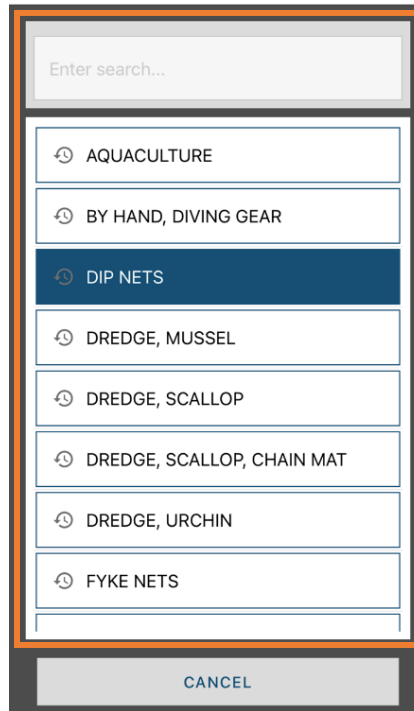 Enter search...
AQUACULTURE
BY HAND, DIVING GEAR
DIP NETS
DREDGE, MUSSEL
DREDGE, SCALLOP
DREDGE, SCALLOP, CHAIN MAT
DREDGE, URCHIN
FYKE NETS
CANCEL